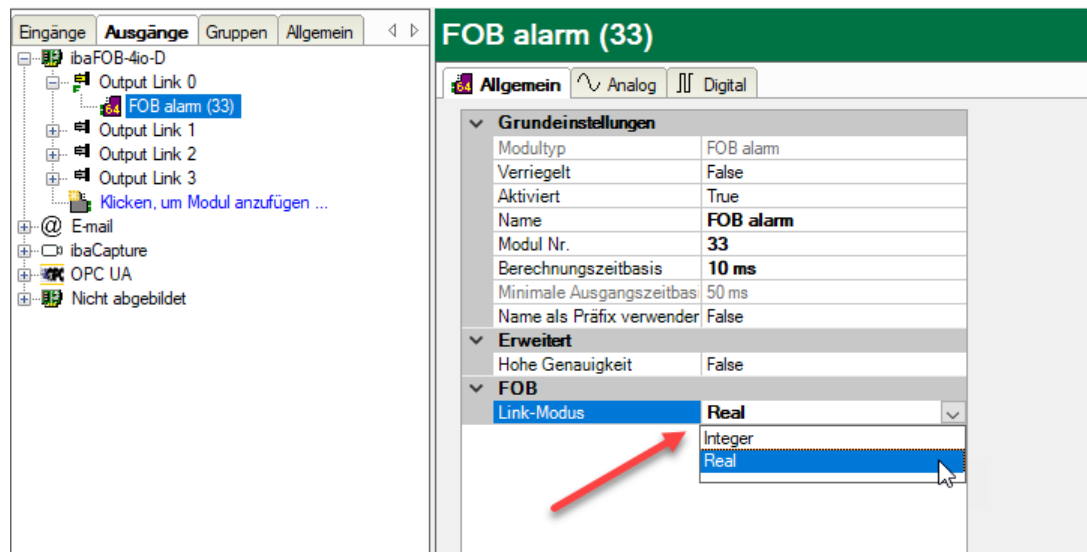 Eingänge Ausgänge Gruppen Allgemein
ibaFOB-4io-D
Output Link 0
FOB alarm (33)
Output Link 1
Output Link 2
Output Link 3
Klicken, um Modul anzufügen ...
E-mail
ibaCapture
OPC UA
Nicht abgebildet
FOB alarm (33)
Allgemein Analog Digital
Grundeinstellungen
Modultyp FOB alarm
Verriegelt False
Aktiviert True
Name FOB alarm
Modul Nr. 33
Berechnungszeitbasis 10 ms
Minimale Ausgangszeitbasi 50 ms
Name als Präfix verwender False
Erweitert
Hohe Genauigkeit False
FOB
Link-Modus Real
Integer
Real